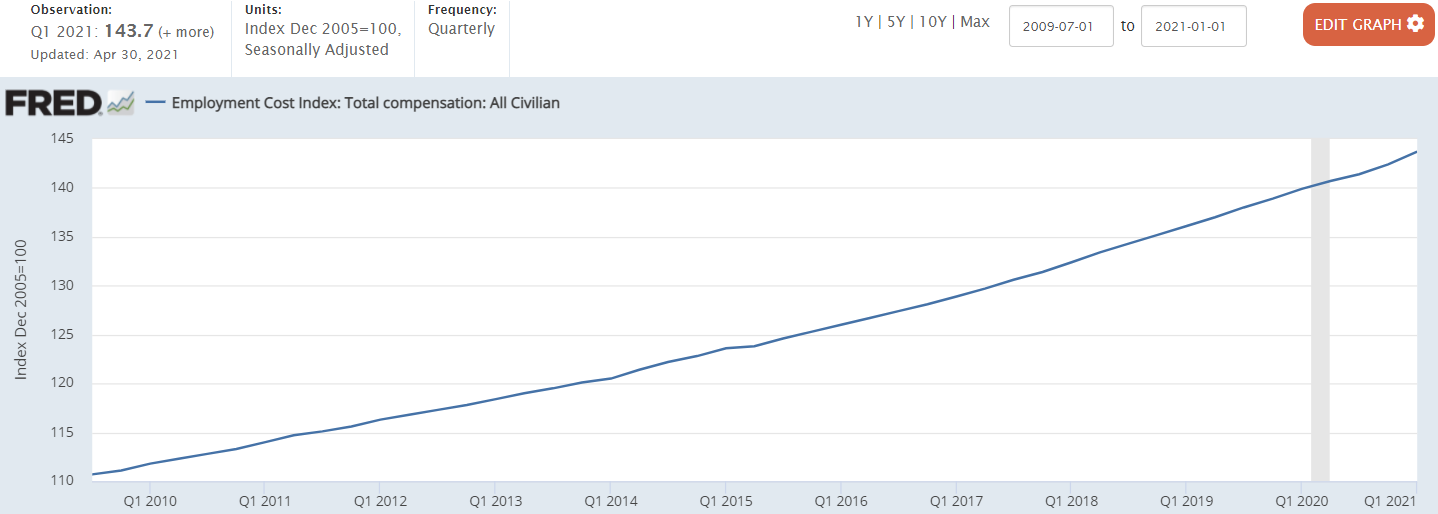 Observation:
Q1 2021: 143.7 (+ more)
Updated: Apr 30, 2021
Units:
Index Dec 2005=100,
Seasonally Adjusted
Frequency:
Quarterly
1Y | 5Y | 10Y | Max
2009-07-01 to 2021-01-01
EDIT GRAPH
FRED
Employment Cost Index: Total compensation: All Civilian
Index Dec 2005=100
145
140
135
130
125
120
115
110
Q1 2010 Q1 2011 Q1 2012 Q1 2013 Q1 2014 Q1 2015 Q1 2016 Q1 2017 Q1 2018 Q1 2019 Q1 2020 Q1 2021